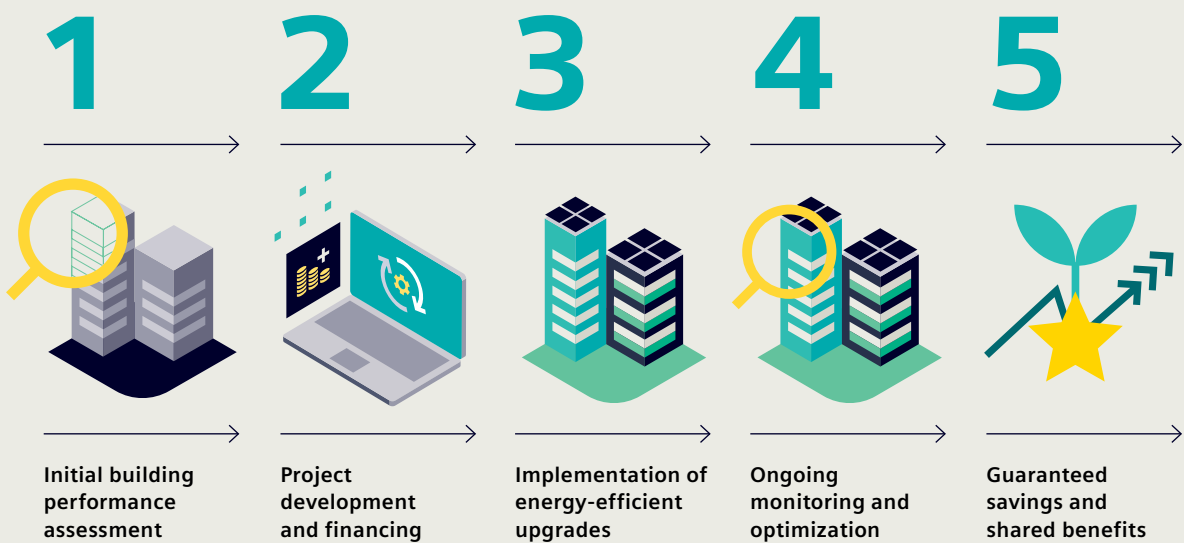 1
2
3
4
5
Initial building
performance
assessment
Project
development
and financing
Implementation of
energy-efficient
upgrades
Ongoing
monitoring and
optimization
Guaranteed
savings and
shared benefits